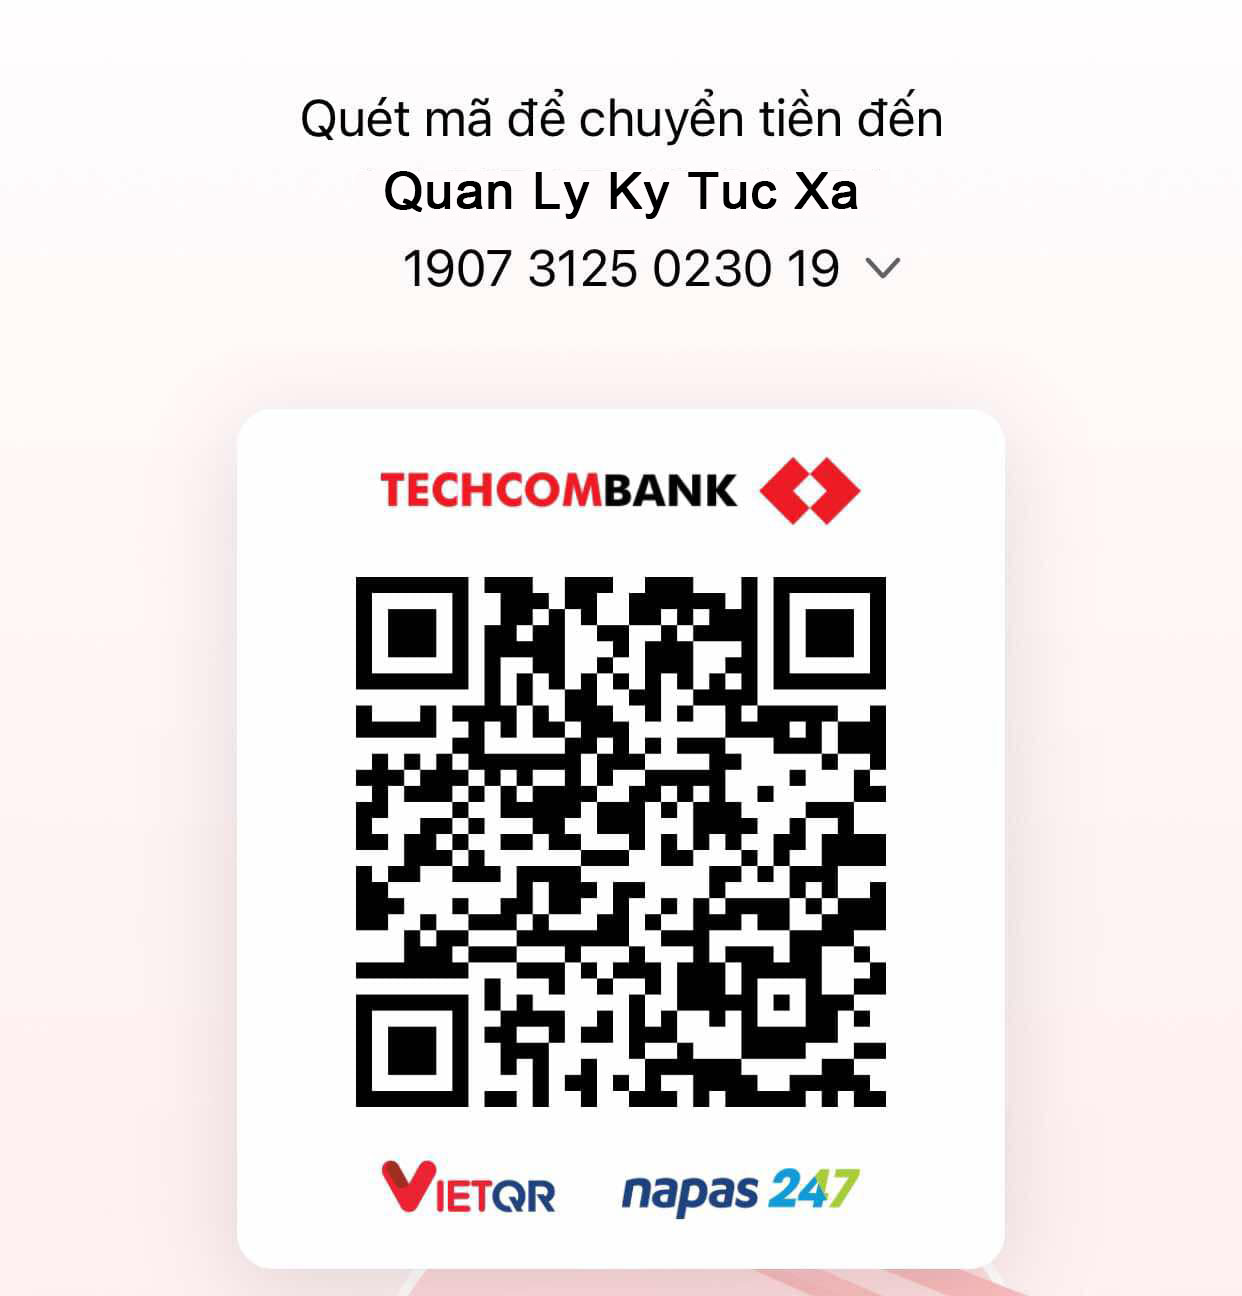 Quét mã để chuyển tiền đến
Quan Ly Ky Tuc Xa
1907 3125 0230 19
TECHCOMBANK
VIETQR
napas 247